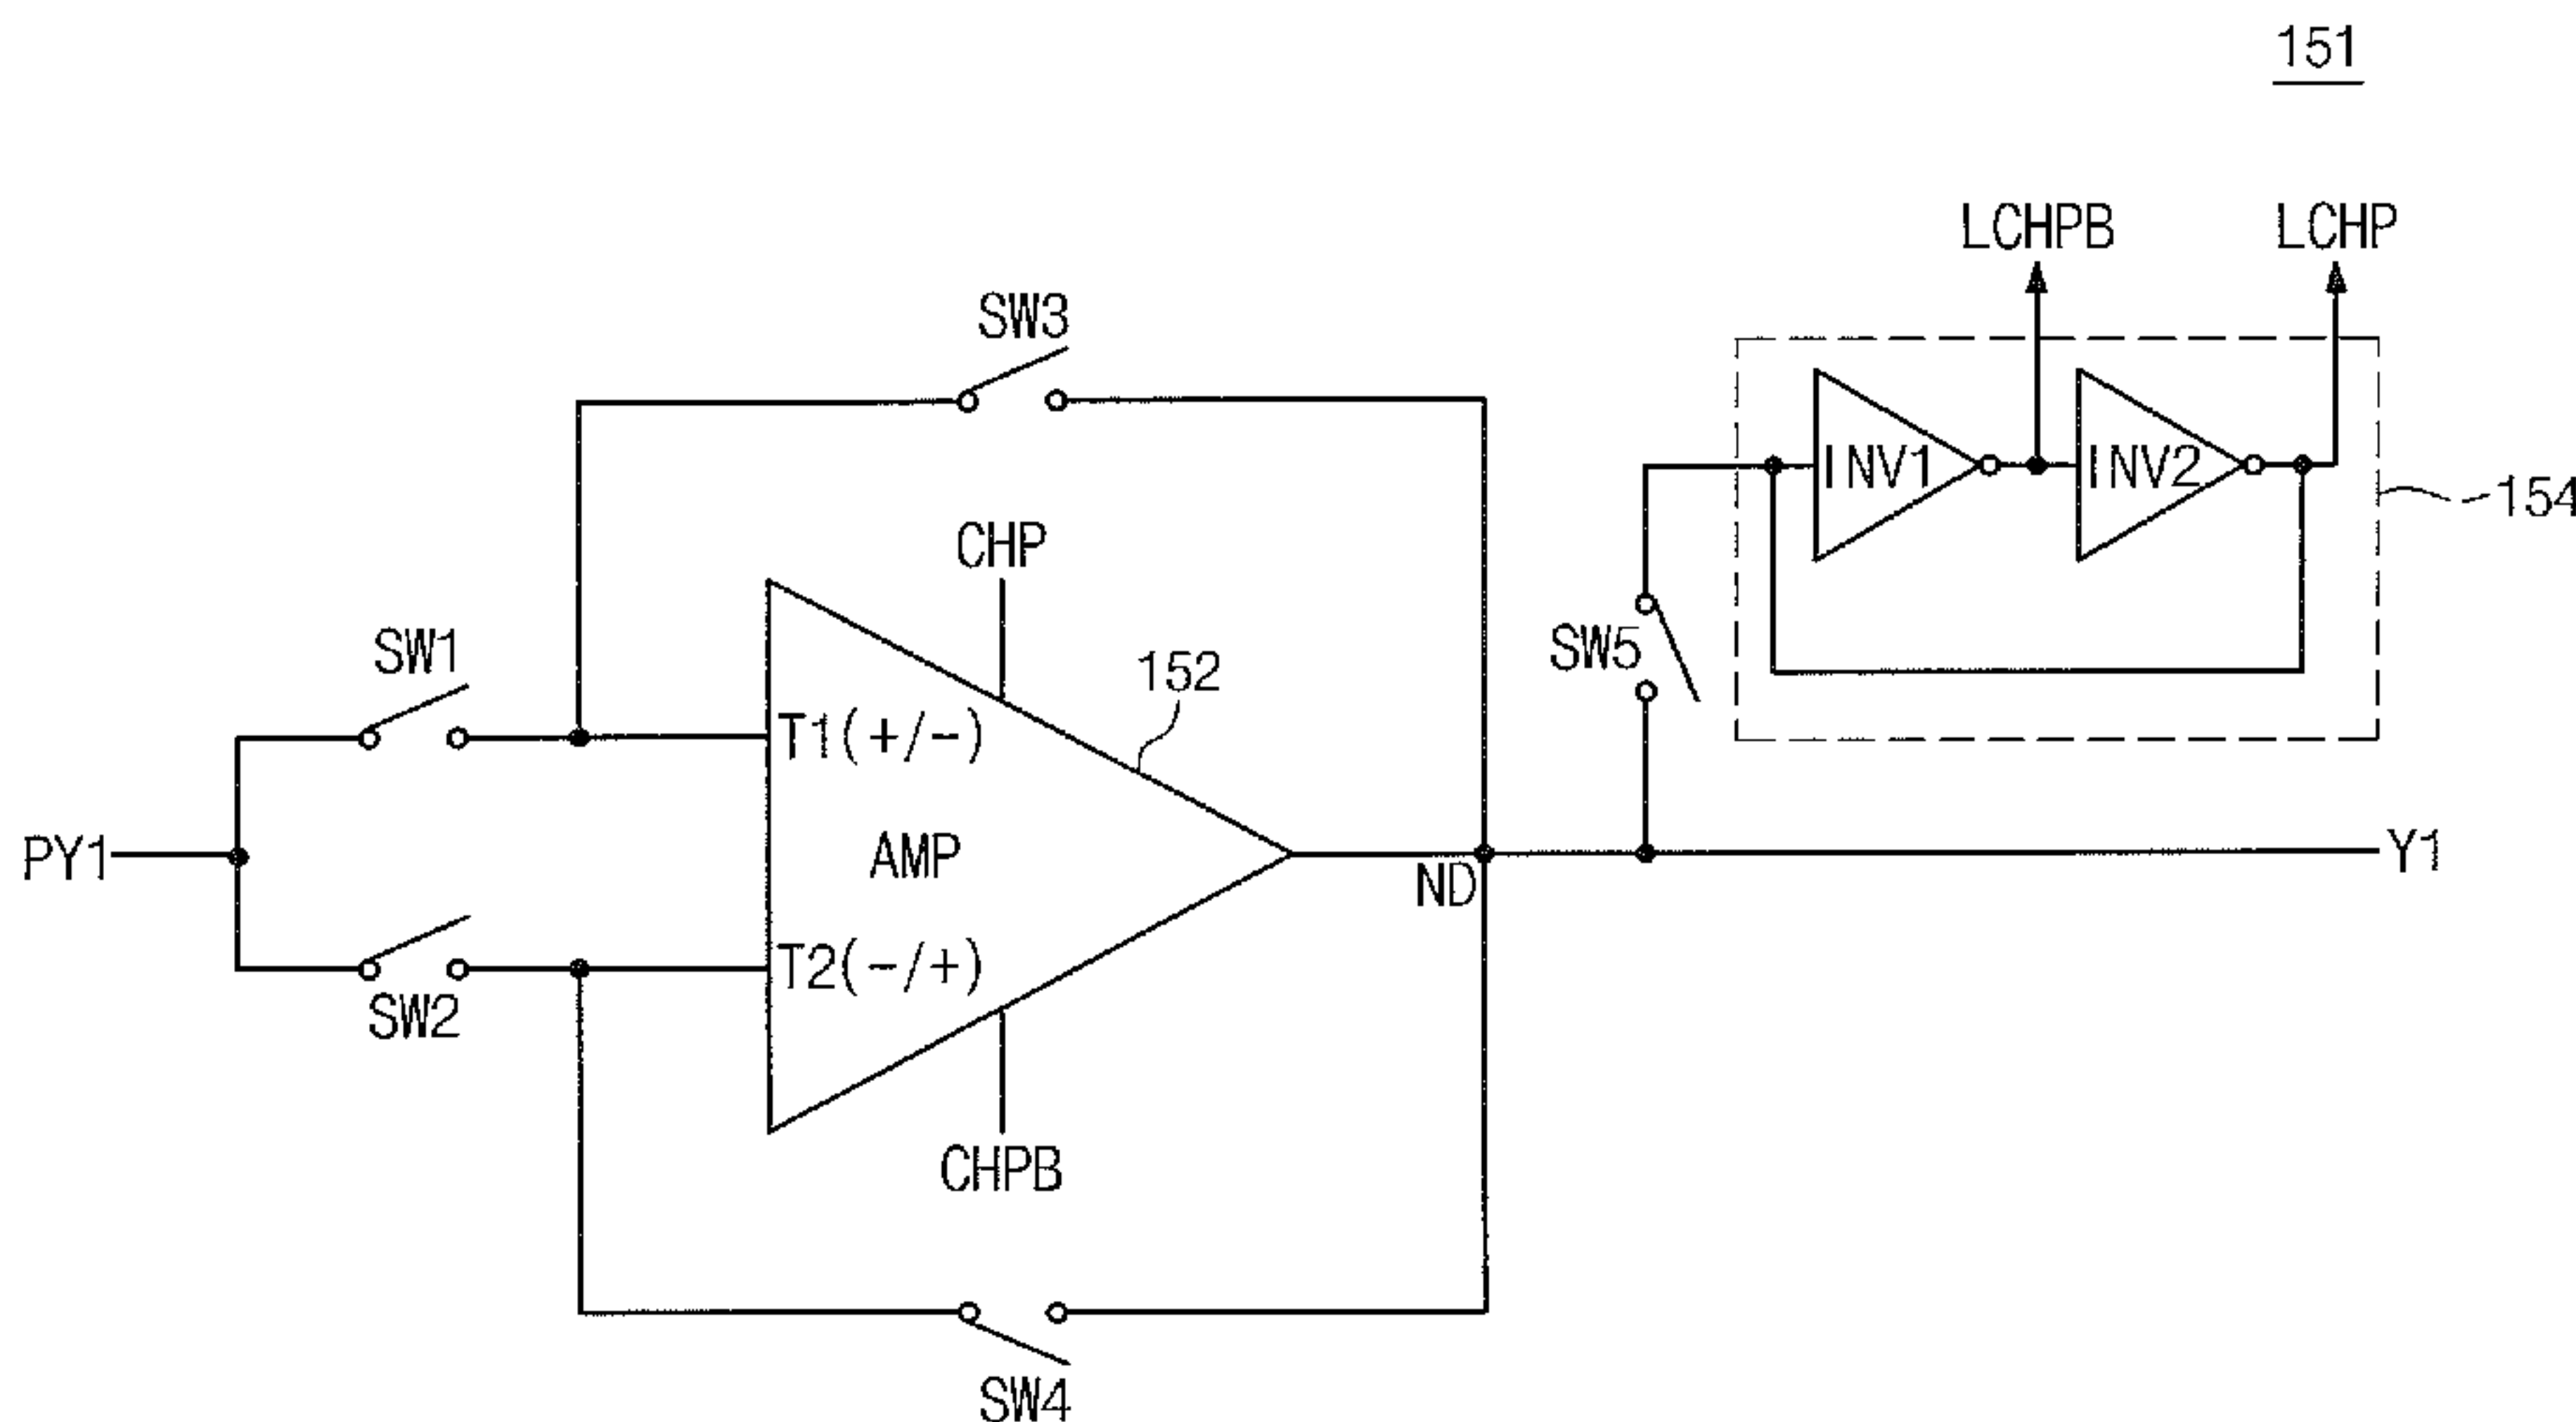 151
LCHPB
LCHP
SW3
INV1
INV2
154
CHP
SW1
SW5
152
T1(+/-)
PY1
AMP
ND
Y1
T2(-/+)
SW2
CHPB
SW4